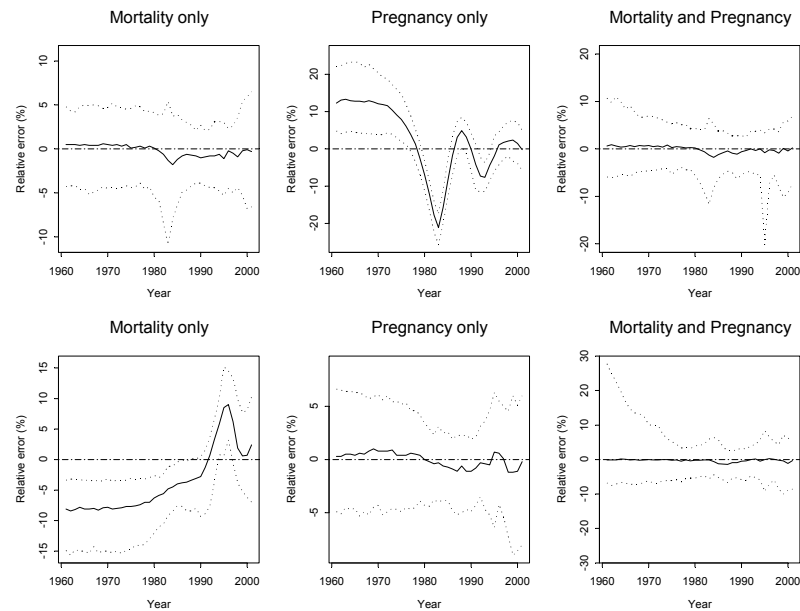 Mortality only
Pregnancy only
Mortality and Pregnancy
Relative error (%)
10
5
0
-5
-10
1960 1970 1980 1990 2000
Year
Relative error (%)
20
10
0
10
20
1960 1970 1980 1990 2000
Year
Relative error (%)
20
10
0
-10
-20
1960 1970 1980 1990 2000
Year
Mortality only
Pregnancy only
Mortality and Pregnancy
Relative error (%)
15
10
5
0
-5
-10
-15
1960 1970 1980 1990 2000
Year
Relative error (%)
5
0
-5
1960 1970 1980 1990 2000
Year
Relative error (%)
30
20
10
0
-10
-20
-30
1960 1970 1980 1990 2000
Year